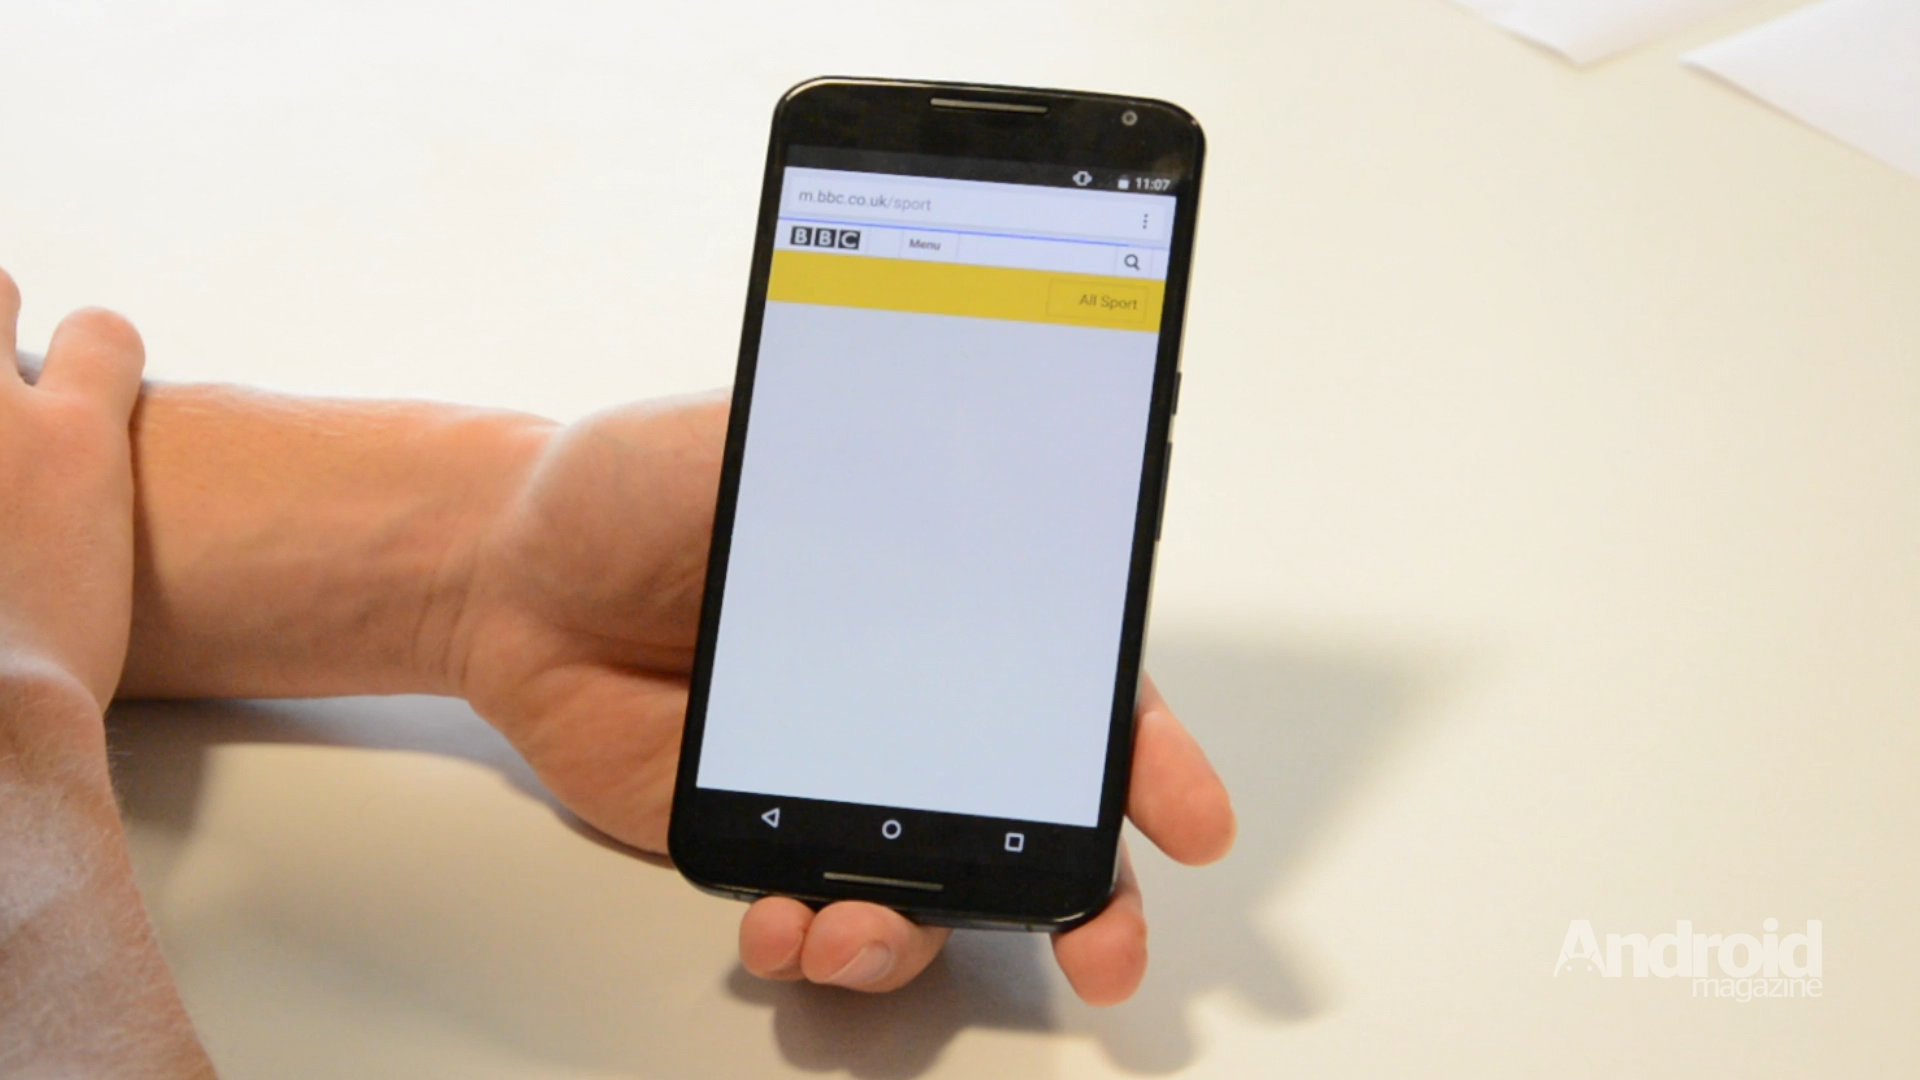 11:07
m.bbc.co.uk/sport
BBC
Menu
All Sport
Android
magazine